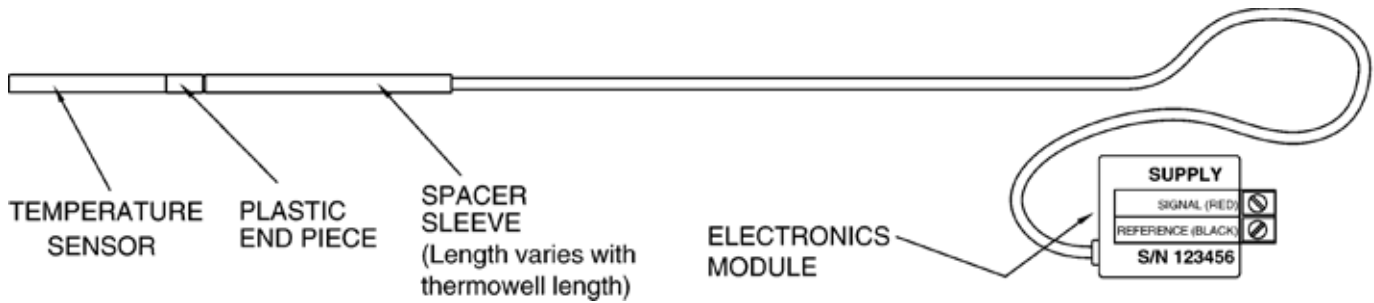 TEMPERATURE
SENSOR
PLASTIC
END PIECE
SPACER
SLEEVE
(Length varies with
thermowell length)
ELECTRONICS
MODULE
SUPPLY
SIGNAL (RED)
REFERENCE (BLACK)
S/N 123456